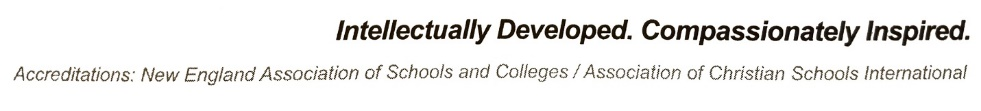 Intellectually Developed. Compassionately Inspired.
Accreditations: New England Association of Schools and Colleges / Association of Christian Schools International